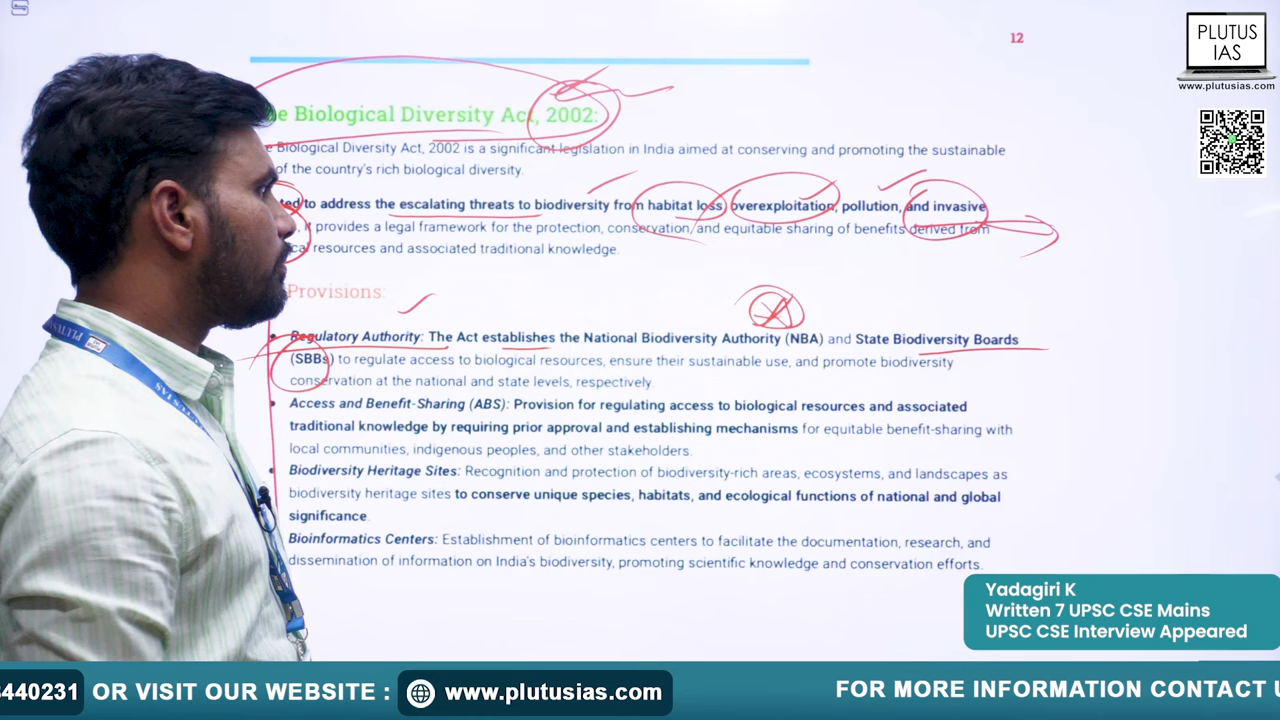 12
PLUTUS
IAS
www.plutusias.com
Biological Diversity Act, 2002:
Biological Diversity Act, 2002 is a significant legislation in India aimed at conserving and promoting the sustainable
of the country's rich biological diversity.
to address the escalating threats to biodiversity from habitat loss, overexploitation, pollution, and invasive
it provides a legal framework for the protection, conservation, and equitable sharing of benefits derived from
resources and associated traditional knowledge.
Provisions:
• Regulatory Authority: The Act establishes the National Biodiversity Authority (NBA) and State Biodiversity Boards
(SBBs) to regulate access to biological resources, ensure their sustainable use, and promote biodiversity
conservation at the national and state levels, respectively.
• Access and Benefit-Sharing (ABS): Provision for regulating access to biological resources and associated
traditional knowledge by requiring prior approval and establishing mechanisms for equitable benefit-sharing with
local communities, indigenous peoples, and other stakeholders.
• Biodiversity Heritage Sites: Recognition and protection of biodiversity-rich areas, ecosystems, and landscapes as
biodiversity heritage sites to conserve unique species, habitats, and ecological functions of national and global
significance.
Bioinformatics Centers: Establishment of bioinformatics centers to facilitate the documentation, research, and
dissemination of information on India's biodiversity, promoting scientific knowledge and conservation efforts.
PLUTUS IAS
Yadagiri K
Written 7 UPSC CSE Mains
UPSC CSE Interview Appeared
440231 OR VISIT OUR WEBSITE : www.plutusias.com FOR MORE INFORMATION CONTACT